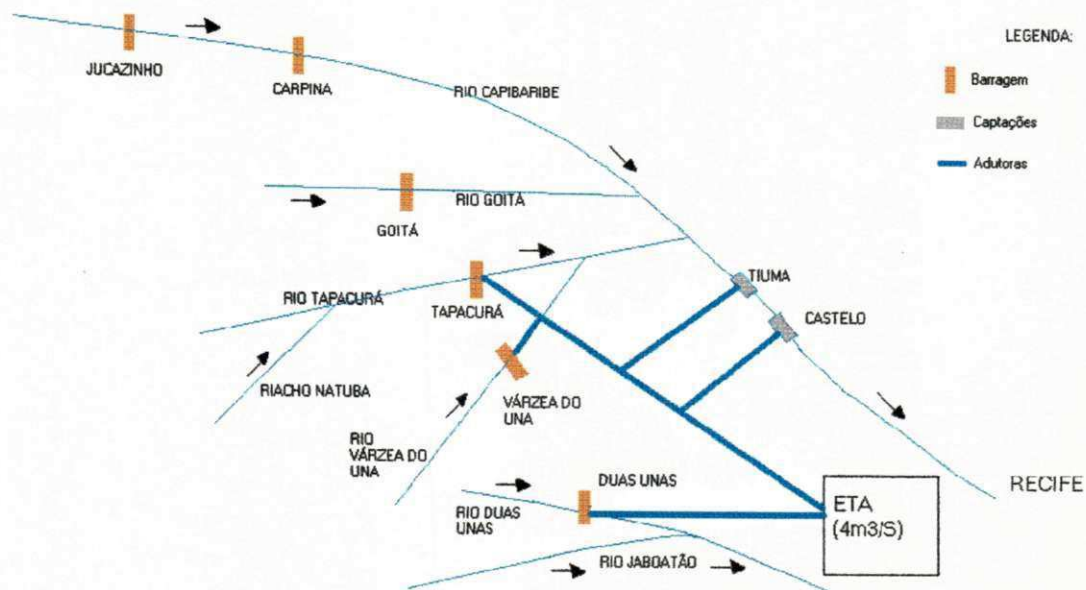 LEGENDA:
Barragem
Captações
Adutoras
JUCAZINHO
CARPINA
RIO CAPIBARIBE
RIO GOITÁ
GOITÁ
TIUMA
RIO TAPACURÁ
TAPACURÁ
CASTELO
RIACHO NATUBA
VÁRZEA DO
UNA
RIO
VÁRZEA DO
UNA
DUAS UNAS
RIO DUAS
UNAS
RECIFE
ETA
(4m3/S)
RIO JABOATÃO